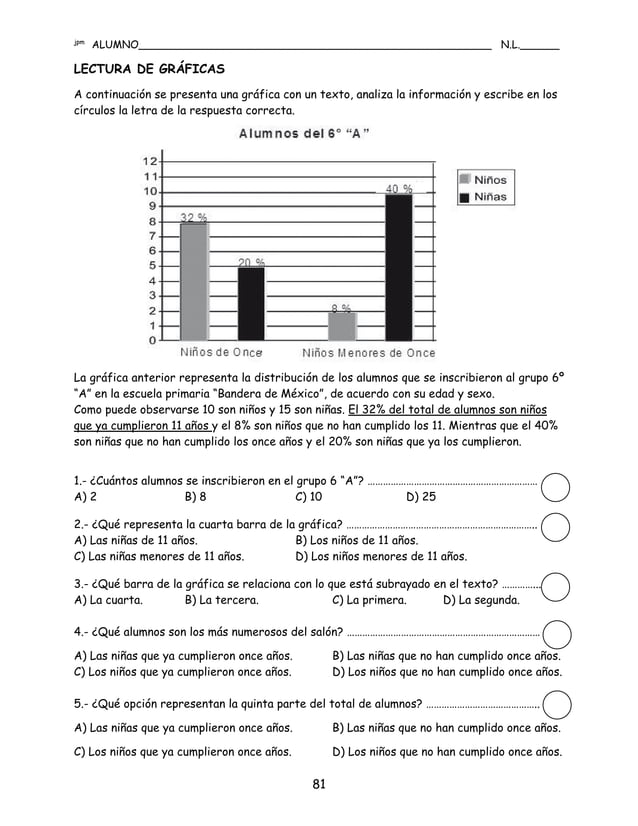 jpm ALUMNO______________________________________________ N.L.______
LECTURA DE GRÁFICAS
A continuación se presenta una gráfica con un texto, analiza la información y escribe en los
círculos la letra de la respuesta correcta.
Alumnos del 6° “A”
12
11
10
9
8
7
6
5
4
3
2
1
0
32 %
20 %
8 %
40 %
Niños
Niñas
Niños de Once
Niños Menores de Once
La gráfica anterior representa la distribución de los alumnos que se inscribieron al grupo 6º
“A” en la escuela primaria “Bandera de México”, de acuerdo con su edad y sexo.
Como puede observarse 10 son niños y 15 son niñas. El 32% del total de alumnos son niños
que ya cumplieron 11 años y el 8% son niños que no han cumplido los 11. Mientras que el 40%
son niñas que no han cumplido los once años y el 20% son niñas que ya los cumplieron.
1.- ¿Cuántos alumnos se inscribieron en el grupo 6 “A”? …………………………………………………………
A) 2 B) 8 C) 10 D) 25
2.- ¿Qué representa la cuarta barra de la gráfica? ………………………………………………………………..
A) Las niñas de 11 años. B) Los niños de 11 años.
C) Las niñas menores de 11 años. D) Los niños menores de 11 años.
3.- ¿Qué barra de la gráfica se relaciona con lo que está subrayado en el texto? …………...
A) La cuarta. B) La tercera. C) La primera. D) La segunda.
4.- ¿Qué alumnos son los más numerosos del salón? …………………………………………………………………
A) Las niñas que ya cumplieron once años. B) Las niñas que no han cumplido once años.
C) Los niños que ya cumplieron once años. D) Los niños que no han cumplido once años.
5.- ¿Qué opción representan la quinta parte del total de alumnos? ……………………………………..
A) Las niñas que ya cumplieron once años. B) Las niñas que no han cumplido once años.
C) Los niños que ya cumplieron once años. D) Los niños que no han cumplido once años.
81